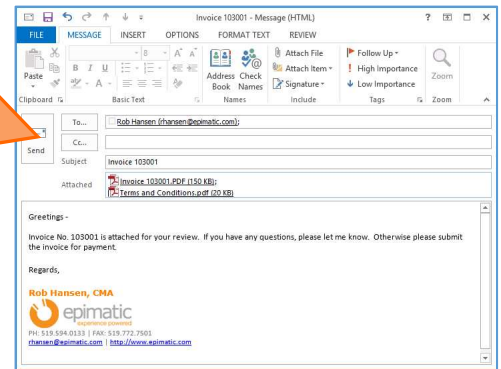 Invoice 103001 - Message (HTML)
FILE MESSAGE INSERT OPTIONS FORMAT TEXT REVIEW
Paste
B I U
Address Book
Check Names
Attach File
Attach Item
Signature
Follow Up
High Importance
Low Importance
Zoom
Clipboard Basic Text Names Include Tags Zoom
Send
To... Rob Hansen (rhansen@epimatic.com);
Cc...
Subject Invoice 103001
Attached Invoice 103001.PDF (150 KB);
Terms and Conditions.pdf (20 KB)
Greetings -
Invoice No. 103001 is attached for your review. If you have any questions, please let me know. Otherwise please submit
the invoice for payment.
Regards,
Rob Hansen, CMA
epimatic
experience powered
PH: 519.594.0133 | FAX: 519.772.7501
rhansen@epimatic.com | http://www.epimatic.com